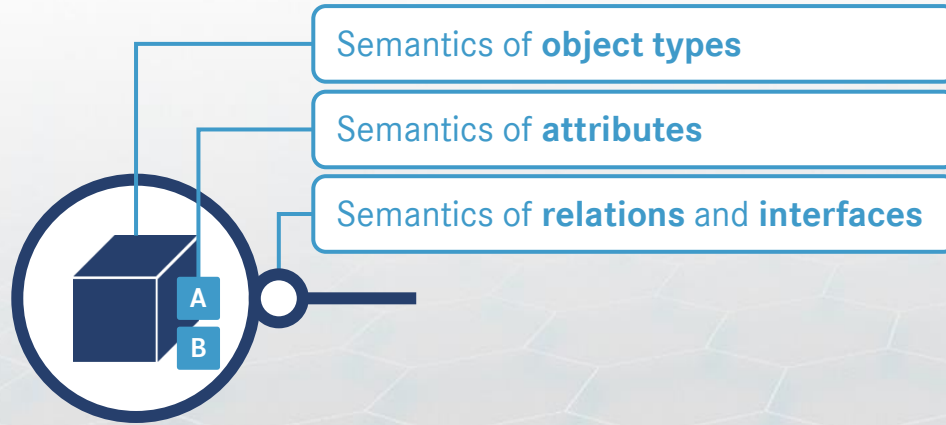 Semantics of object types
Semantics of attributes
Semantics of relations and interfaces
A
B